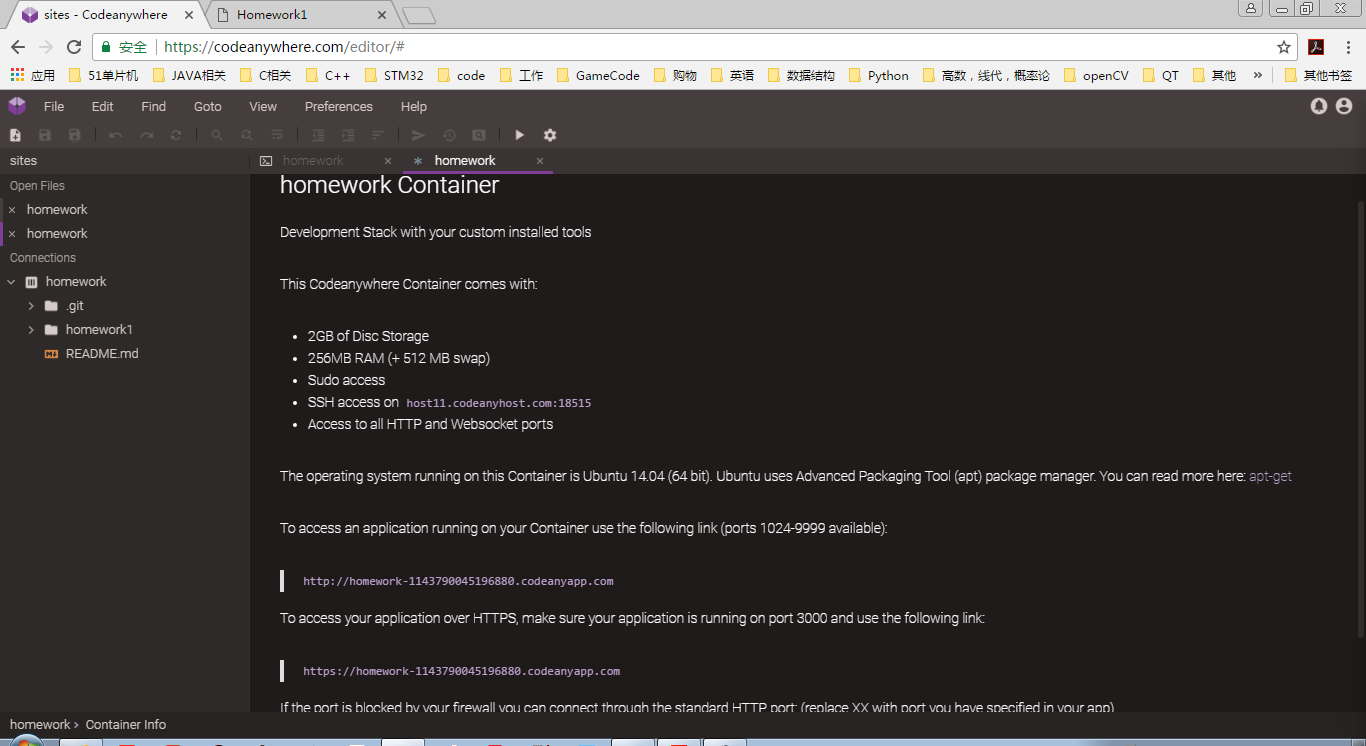 sites - Codeanywhere
Homework1
安全
https://codeanywhere.com/editor/#
应用
51单片机
JAVA相关
C相关
C++
STM32
code
工作
GameCode
购物
英语
数据结构
Python
高数，线代，概率论
openCV
QT
其他
»
其他书签
File
Edit
Find
Goto
View
Preferences
Help
sites
homework
homework
Open Files
homework
homework
Connections
homework
.git
homework1
README.md
homework Container
Development Stack with your custom installed tools
This Codeanywhere Container comes with:
• 2GB of Disc Storage
• 256MB RAM (+ 512 MB swap)
• Sudo access
• SSH access on host11.codeanyhost.com:18515
• Access to all HTTP and Websocket ports
The operating system running on this Container is Ubuntu 14.04 (64 bit). Ubuntu uses Advanced Packaging Tool (apt) package manager. You can read more here: apt-get
To access an application running on your Container use the following link (ports 1024-9999 available):
http://homework-1143790045196880.codeanyapp.com
To access your application over HTTPS, make sure your application is running on port 3000 and use the following link:
https://homework-1143790045196880.codeanyapp.com
If the port is blocked by your firewall you can connect through the standard HTTP port: (replace XX with port you have specified in your app)
homework › Container Info